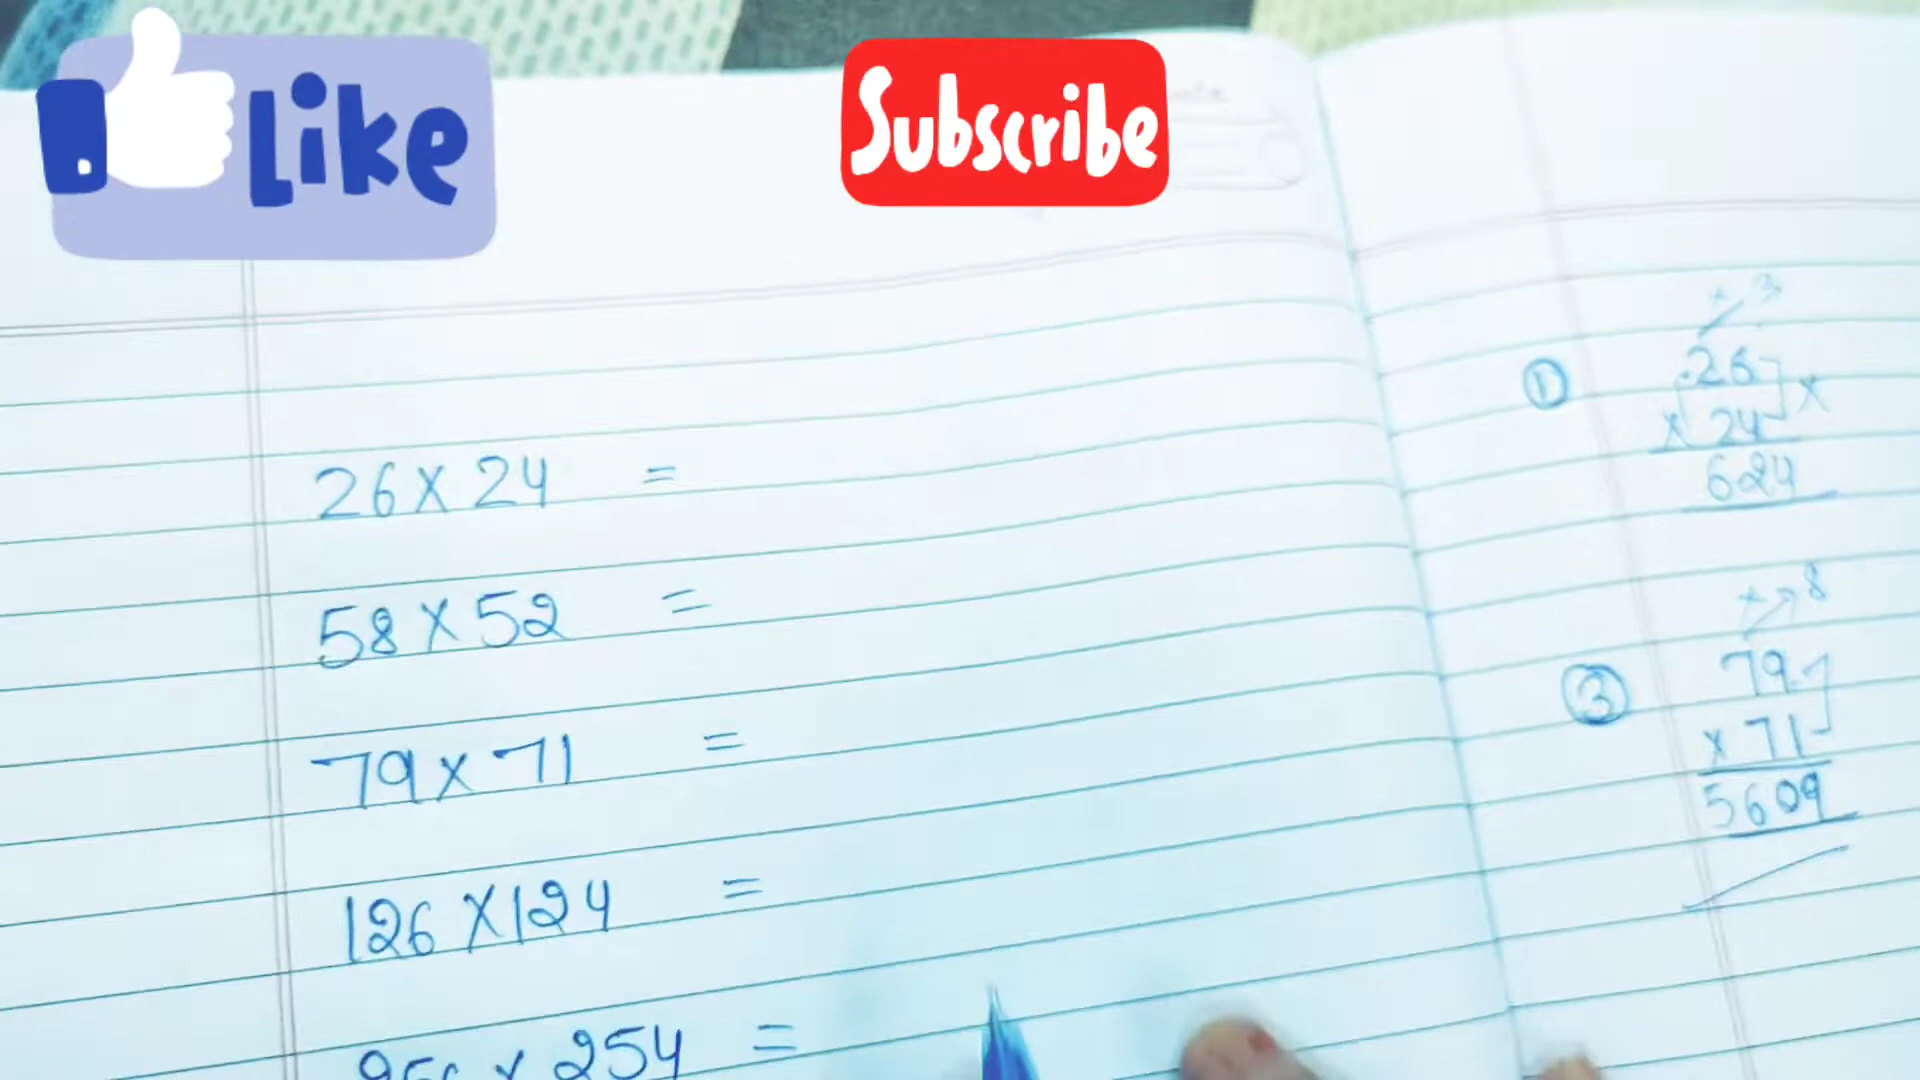 Like
Subscribe
26 X 24 =
58 X 52 =
79 x 71 =
126 X 124 =
x 254 =
① + 3
26
X 24 X
624
+ 8
③ 79
x 71
5609